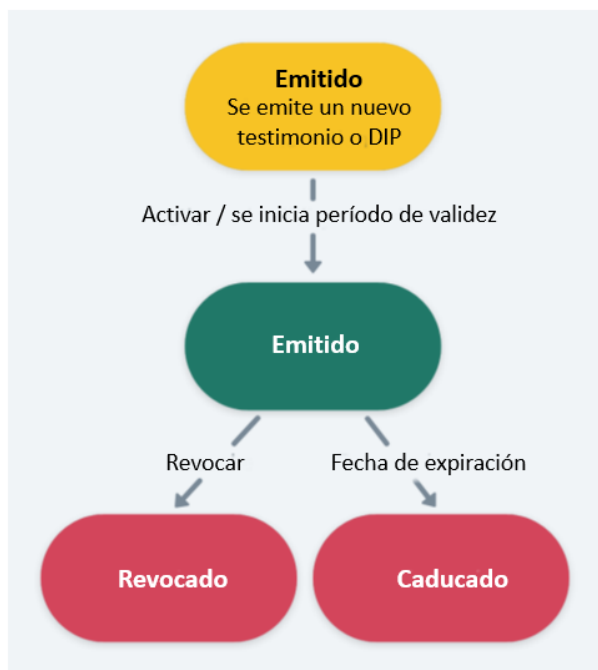 Emitido
Se emite un nuevo
testimonio o DIP
Activar / se inicia período de validez
Emitido
Revocar
Fecha de expiración
Revocado
Caducado